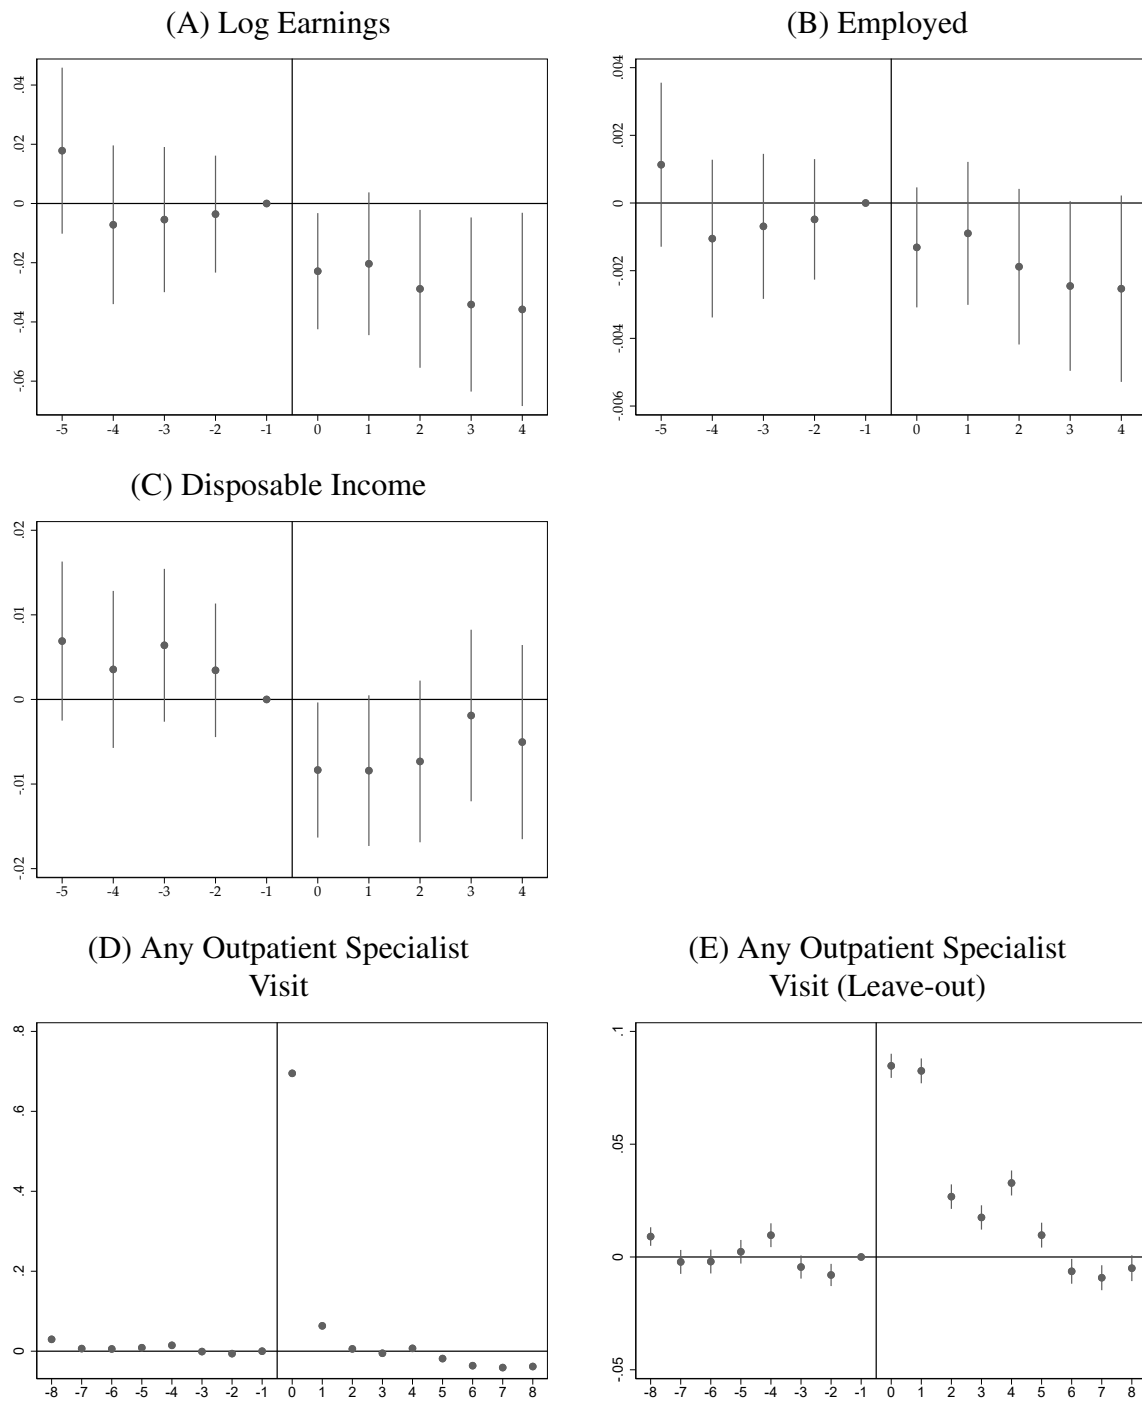 (A) Log Earnings
.04
.02
0
-.02
-.04
-.06
-5 -4 -3 -2 -1 0 1 2 3 4
(B) Employed
.004
.002
0
-.002
-.004
-.006
-5 -4 -3 -2 -1 0 1 2 3 4
(C) Disposable Income
.02
.01
0
-.01
-.02
-5 -4 -3 -2 -1 0 1 2 3 4
(D) Any Outpatient Specialist
Visit
.8
.6
.4
.2
0
-8 -7 -6 -5 -4 -3 -2 -1 0 1 2 3 4 5 6 7 8
(E) Any Outpatient Specialist
Visit (Leave-out)
.1
.05
0
-.05
-8 -7 -6 -5 -4 -3 -2 -1 0 1 2 3 4 5 6 7 8